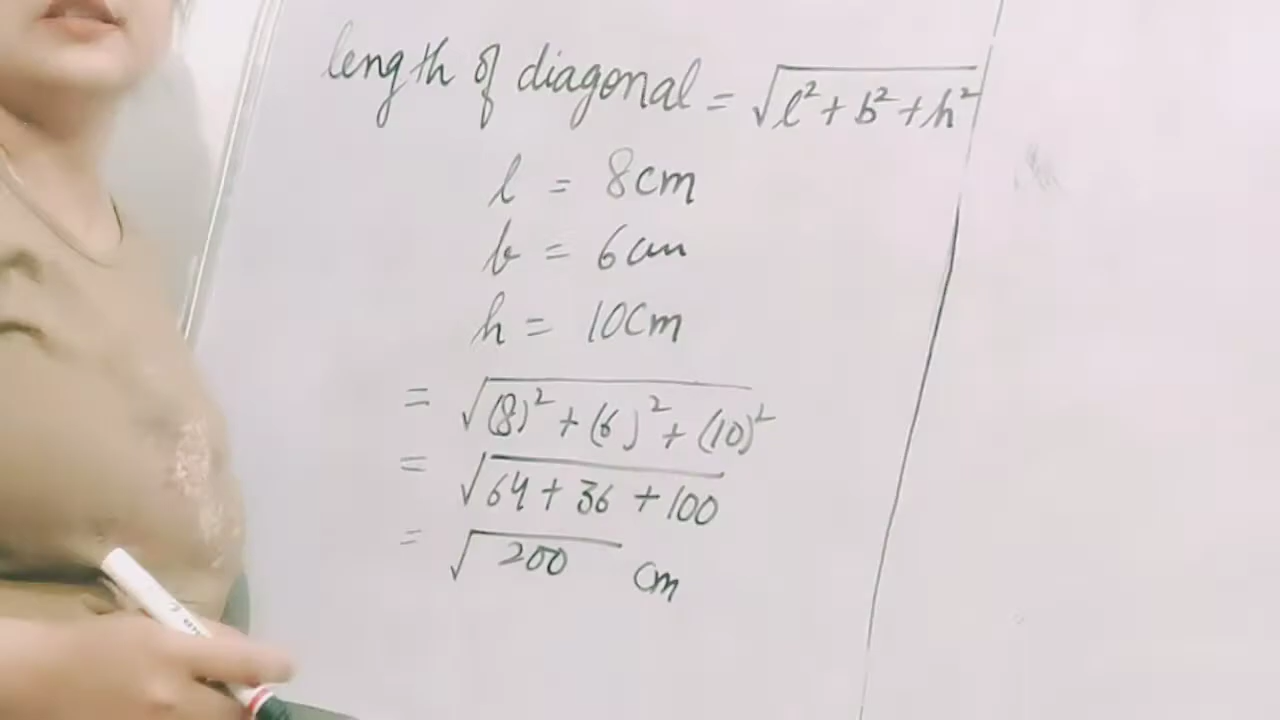 length of diagonal = √l²+b²+h²
l = 8cm
b = 6cm
h = 10cm
= √(8)²+(6)²+(10)²
= √64+36+100
= √200 cm